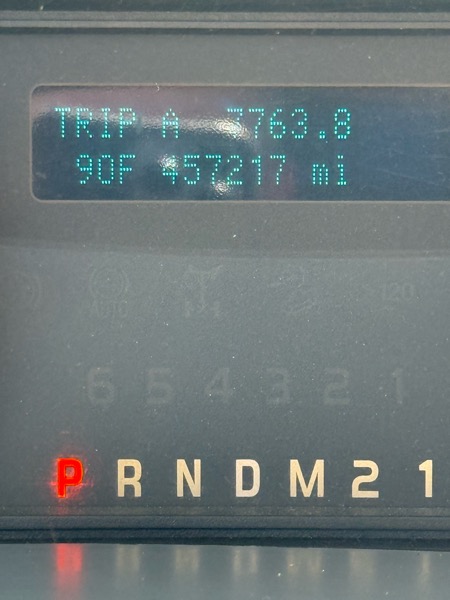 TRIP A 7763.8
90F 457217 mi
6 5 4 3 2 1
P R N D M 2 1